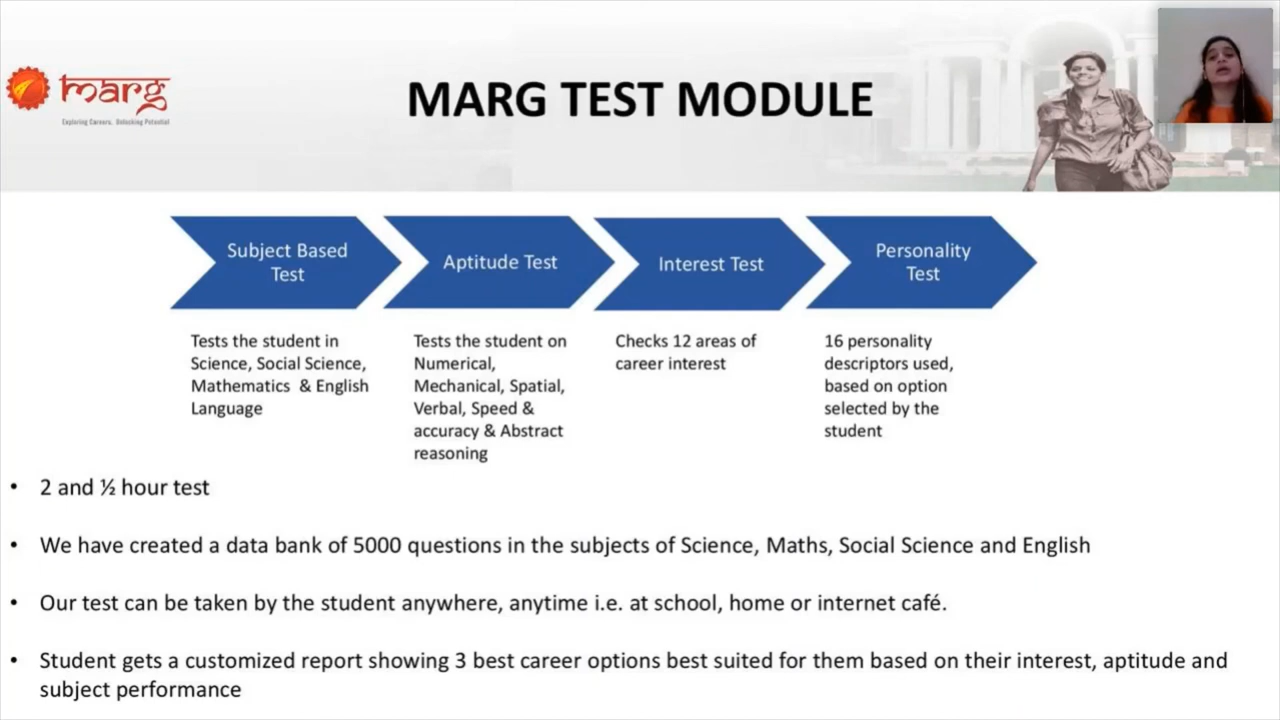 marg
Exploring Careers, Unlocking Potential
MARG TEST MODULE
Subject Based
Test
Tests the student in
Science, Social Science,
Mathematics & English
Language
Aptitude Test
Tests the student on
Numerical,
Mechanical, Spatial,
Verbal, Speed &
accuracy & Abstract
reasoning
Interest Test
Checks 12 areas of
career interest
Personality
Test
16 personality
descriptors used,
based on option
selected by the
student
• 2 and ½ hour test
• We have created a data bank of 5000 questions in the subjects of Science, Maths, Social Science and English
• Our test can be taken by the student anywhere, anytime i.e. at school, home or internet café.
• Student gets a customized report showing 3 best career options best suited for them based on their interest, aptitude and
subject performance